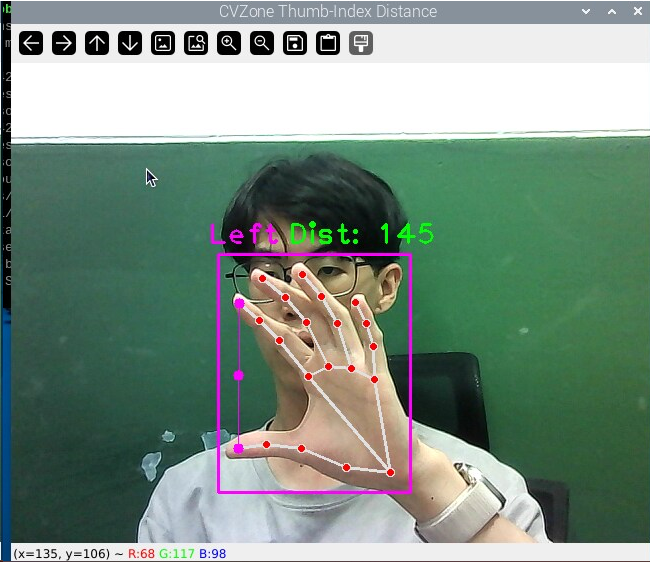 CVZone Thumb-Index Distance
Left Dist: 145
(x=135, y=106) ~ R:68 G:117 B:98